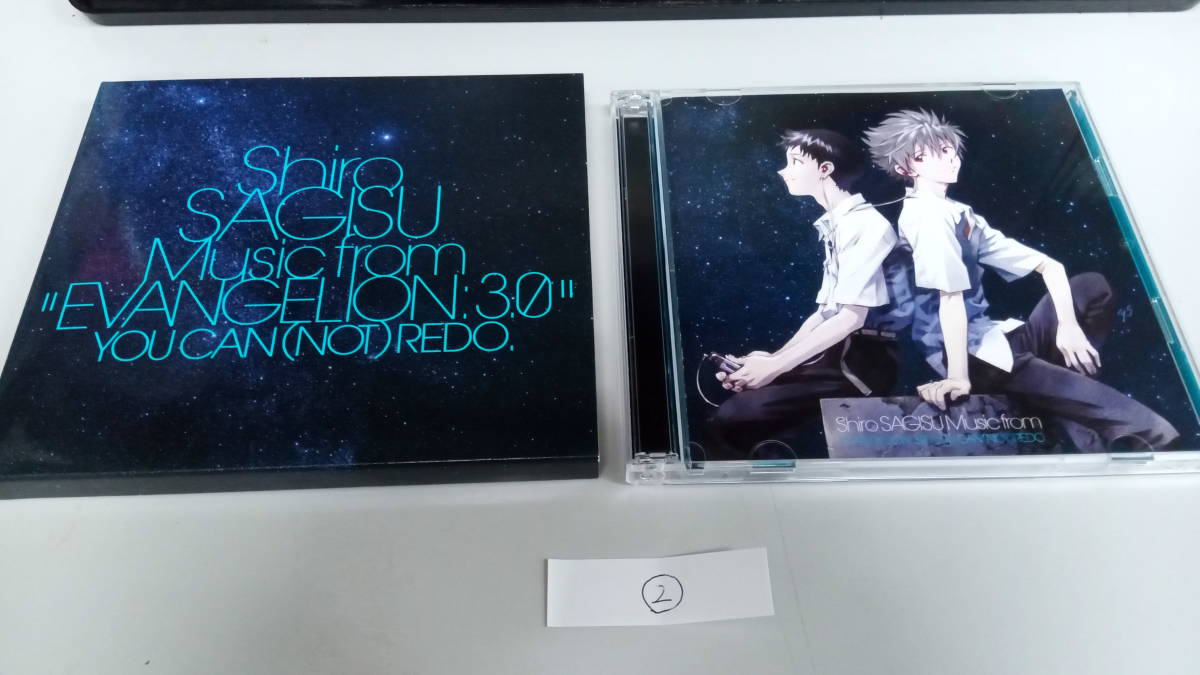 Shiro
SAGISU
Music from
"EVANGELION:3.0"
YOU CAN (NOT) REDO.
Shiro SAGISU Music from
2